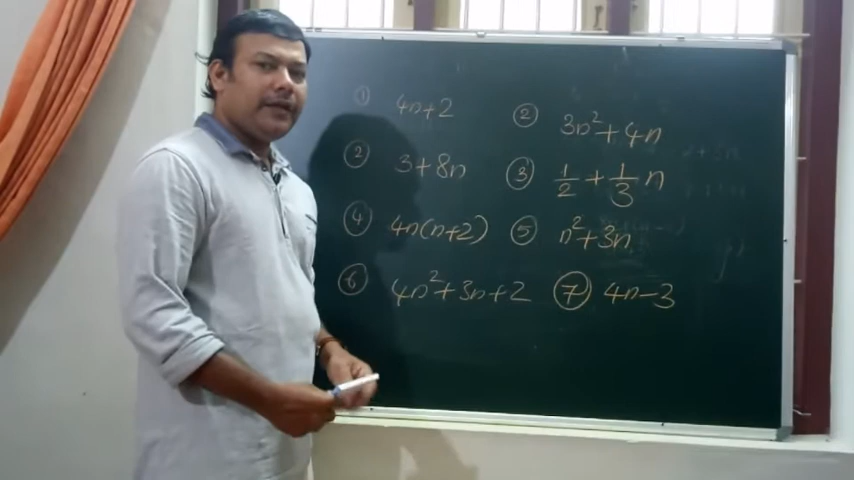 ① 4n+2 ② 3n²+4n
② 3+8n ③ 1/2 + 1/3 n
④ 4n(n+2) ⑤ n²+3n
⑥ 4n²+3n+2 ⑦ 4n-3